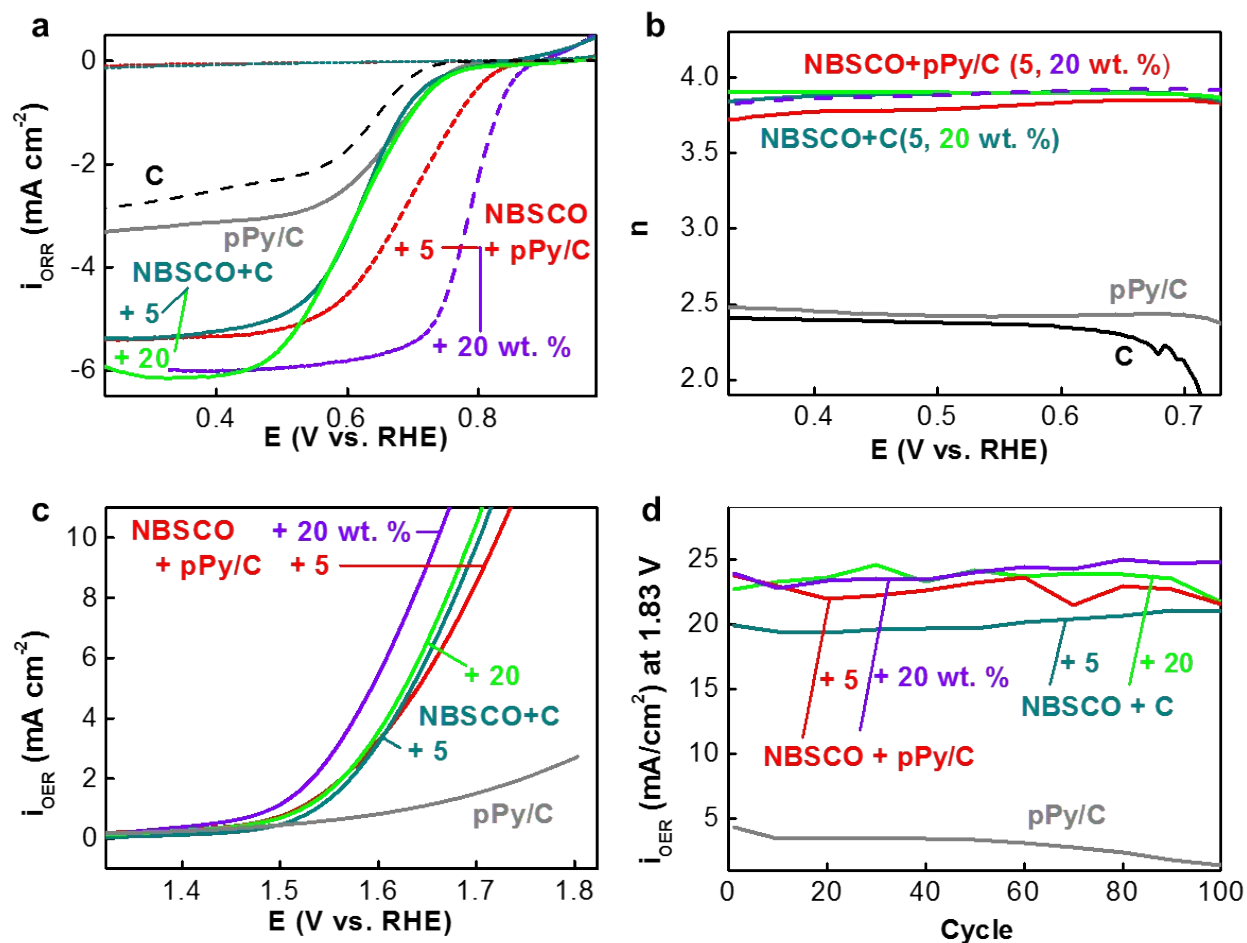 a
0
-2
-4
-6
0.4 0.6 0.8
i_ORR (mA cm⁻²)
E (V vs. RHE)
C
pPy/C
NBSCO
+ 5 + pPy/C
NBSCO+C
+ 5
+ 20
+ 20 wt. %
b
4.0
3.5
3.0
2.5
2.0
0.4 0.5 0.6 0.7
n
E (V vs. RHE)
NBSCO+pPy/C (5, 20 wt. %)
NBSCO+C(5, 20 wt. %)
pPy/C
C
c
10
8
6
4
2
0
1.4 1.5 1.6 1.7 1.8
i_OER (mA cm⁻²)
E (V vs. RHE)
NBSCO + 20 wt. %
+ pPy/C + 5
+ 20
NBSCO+C
+ 5
pPy/C
d
25
20
15
10
5
0 20 40 60 80 100
i_OER (mA/cm²) at 1.83 V
Cycle
+ 5 + 20 wt. %
+ 5 + 20
NBSCO + C
NBSCO + pPy/C
pPy/C